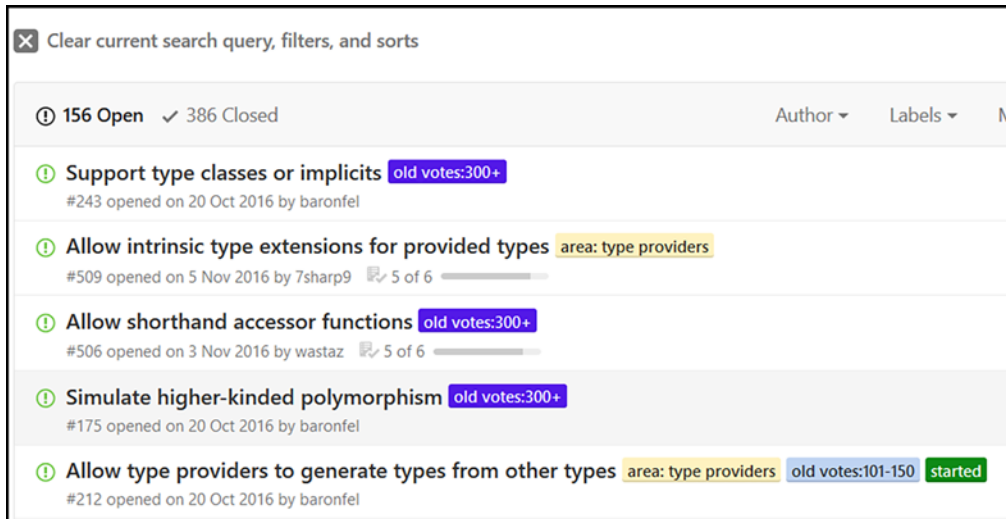 Clear current search query, filters, and sorts
156 Open 386 Closed Author Labels M
Support type classes or implicits old votes:300+
#243 opened on 20 Oct 2016 by baronfel
Allow intrinsic type extensions for provided types area: type providers
#509 opened on 5 Nov 2016 by 7sharp9 5 of 6
Allow shorthand accessor functions old votes:300+
#506 opened on 3 Nov 2016 by wastaz 5 of 6
Simulate higher-kinded polymorphism old votes:300+
#175 opened on 20 Oct 2016 by baronfel
Allow type providers to generate types from other types area: type providers old votes:101-150 started
#212 opened on 20 Oct 2016 by baronfel